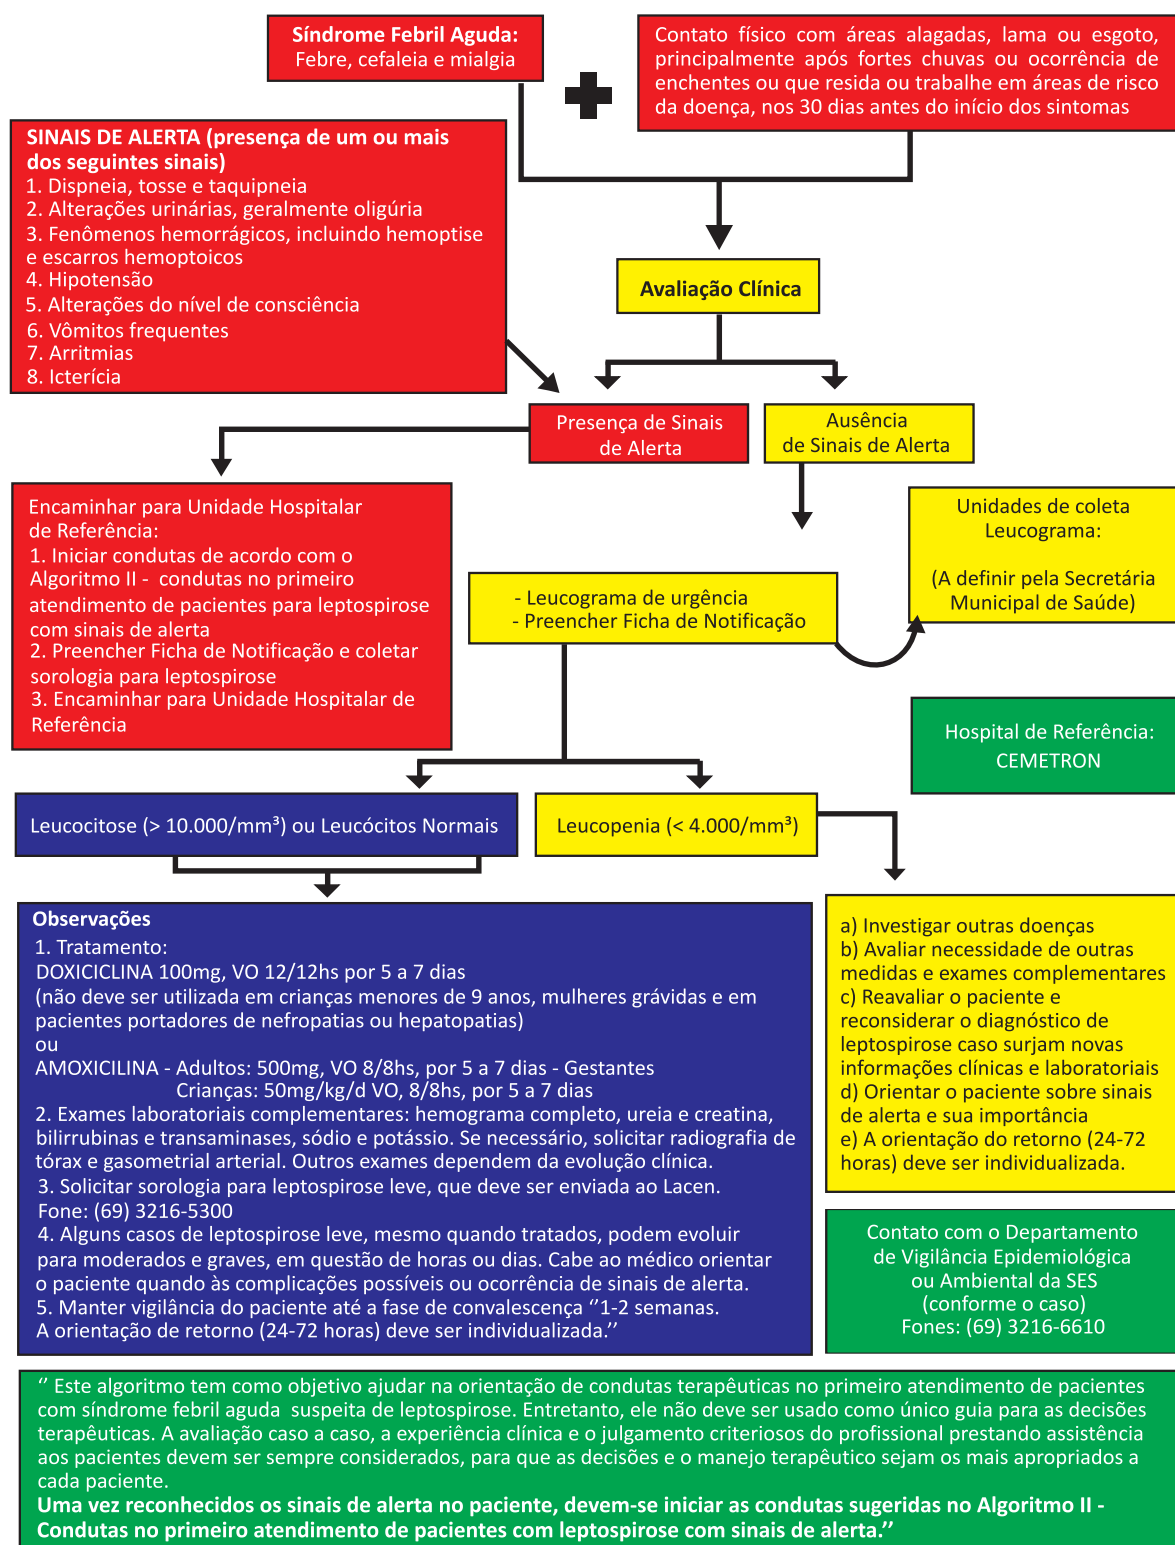 Síndrome Febril Aguda:
Febre, cefaleia e mialgia
Contato físico com áreas alagadas, lama ou esgoto,
principalmente após fortes chuvas ou ocorrência de
enchentes ou que resida ou trabalhe em áreas de risco
da doença, nos 30 dias antes do início dos sintomas
SINAIS DE ALERTA (presença de um ou mais
dos seguintes sinais)
1. Dispneia, tosse e taquipneia
2. Alterações urinárias, geralmente oligúria
3. Fenômenos hemorrágicos, incluindo hemoptise
e escarros hemoptoicos
4. Hipotensão
5. Alterações do nível de consciência
6. Vômitos frequentes
7. Arritmias
8. Icterícia
Avaliação Clínica
Presença de Sinais
de Alerta
Ausência
de Sinais de Alerta
Encaminhar para Unidade Hospitalar
de Referência:
1. Iniciar condutas de acordo com o
Algoritmo II - condutas no primeiro
atendimento de pacientes para leptospirose
com sinais de alerta
2. Preencher Ficha de Notificação e coletar
sorologia para leptospirose
3. Encaminhar para Unidade Hospitalar de
Referência
- Leucograma de urgência
- Preencher Ficha de Notificação
Unidades de coleta
Leucograma:
(A definir pela Secretária
Municipal de Saúde)
Hospital de Referência:
CEMETRON
Leucocitose (> 10.000/mm³) ou Leucócitos Normais
Leucopenia (< 4.000/mm³)
Observações
1. Tratamento:
DOXICICLINA 100mg, VO 12/12hs por 5 a 7 dias
(não deve ser utilizada em crianças menores de 9 anos, mulheres grávidas e em
pacientes portadores de nefropatias ou hepatopatias)
ou
AMOXICILINA - Adultos: 500mg, VO 8/8hs, por 5 a 7 dias - Gestantes
Crianças: 50mg/kg/d VO, 8/8hs, por 5 a 7 dias
2. Exames laboratoriais complementares: hemograma completo, ureia e creatina,
bilirrubinas e transaminases, sódio e potássio. Se necessário, solicitar radiografia de
tórax e gasometrial arterial. Outros exames dependem da evolução clínica.
3. Solicitar sorologia para leptospirose leve, que deve ser enviada ao Lacen.
Fone: (69) 3216-5300
4. Alguns casos de leptospirose leve, mesmo quando tratados, podem evoluir
para moderados e graves, em questão de horas ou dias. Cabe ao médico orientar
o paciente quando às complicações possíveis ou ocorrência de sinais de alerta.
5. Manter vigilância do paciente até a fase de convalescença ‘’1-2 semanas.
A orientação de retorno (24-72 horas) deve ser individualizada.’’
a) Investigar outras doenças
b) Avaliar necessidade de outras
medidas e exames complementares
c) Reavaliar o paciente e
reconsiderar o diagnóstico de
leptospirose caso surjam novas
informações clínicas e laboratoriais
d) Orientar o paciente sobre sinais
de alerta e sua importância
e) A orientação do retorno (24-72
horas) deve ser individualizada.
Contato com o Departamento
de Vigilância Epidemiológica
ou Ambiental da SES
(conforme o caso)
Fones: (69) 3216-6610
‘’ Este algoritmo tem como objetivo ajudar na orientação de condutas terapêuticas no primeiro atendimento de pacientes
com síndrome febril aguda suspeita de leptospirose. Entretanto, ele não deve ser usado como único guia para as decisões
terapêuticas. A avaliação caso a caso, a experiência clínica e o julgamento criteriosos do profissional prestando assistência
aos pacientes devem ser sempre considerados, para que as decisões e o manejo terapêutico sejam os mais apropriados a
cada paciente.
Uma vez reconhecidos os sinais de alerta no paciente, devem-se iniciar as condutas sugeridas no Algoritmo II -
Condutas no primeiro atendimento de pacientes com leptospirose com sinais de alerta.’’